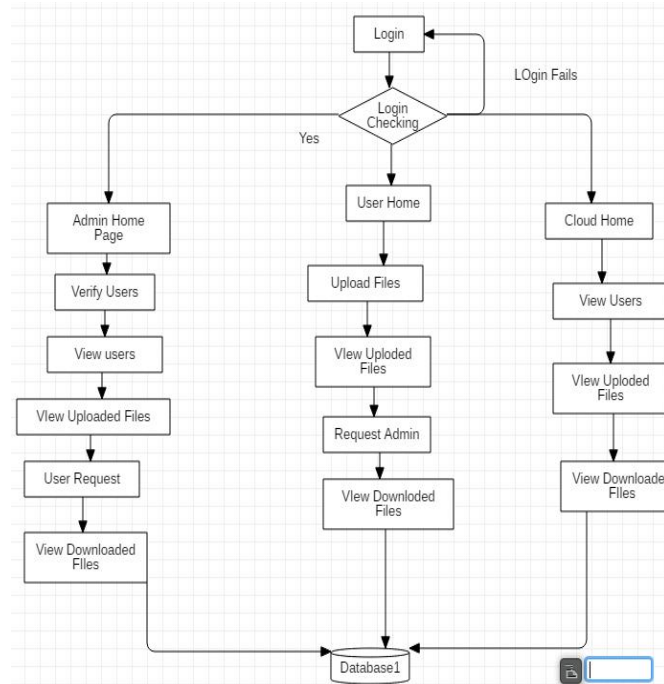 Login
LOgin Fails
Login
Checking
Yes
User Home
Admin Home
Page
Cloud Home
Upload Files
Verify Users
View Users
View users
VIew Uploded
Files
VIew Uploded
Files
VIew Uploaded Files
Request Admin
User Request
View Downloade
FIles
VIew Downloded
Files
View Downloaded
FIles
Database1